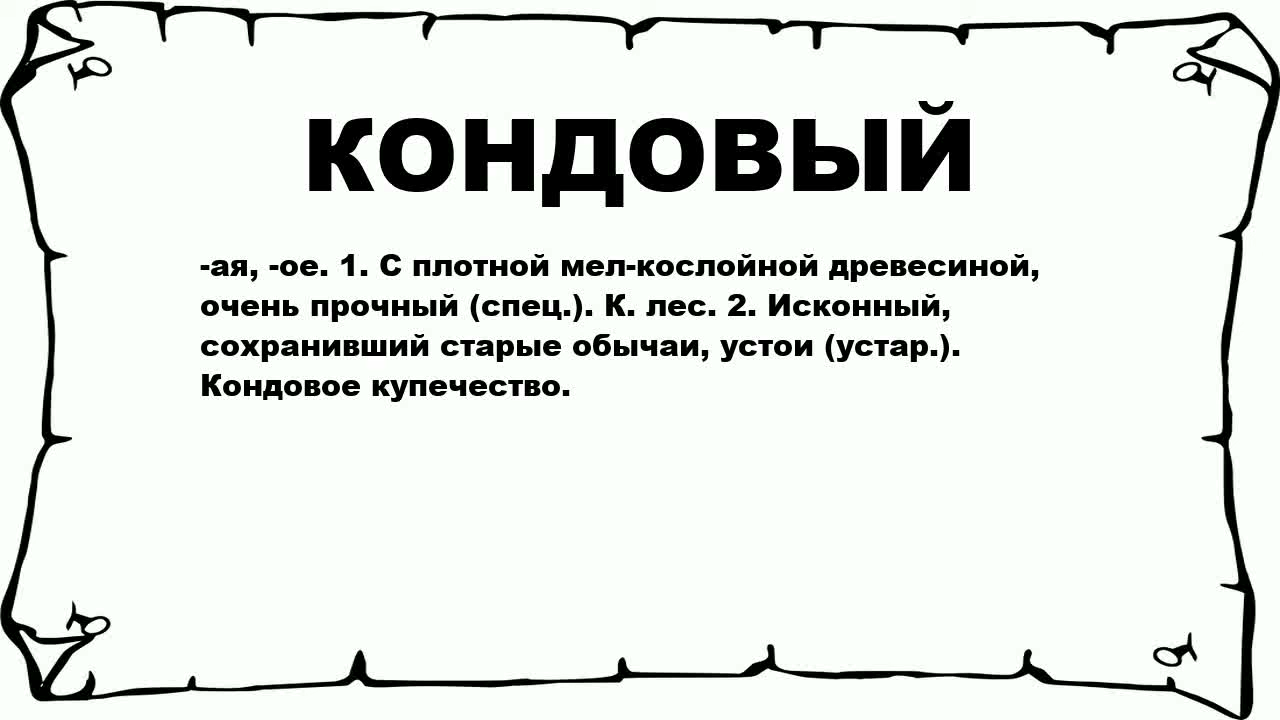 КОНДОВЫЙ
-ая, -ое. 1. С плотной мел-кослойной древесиной,
очень прочный (спец.). К. лес. 2. Исконный,
сохранивший старые обычаи, устои (устар.).
Кондовое купечество.